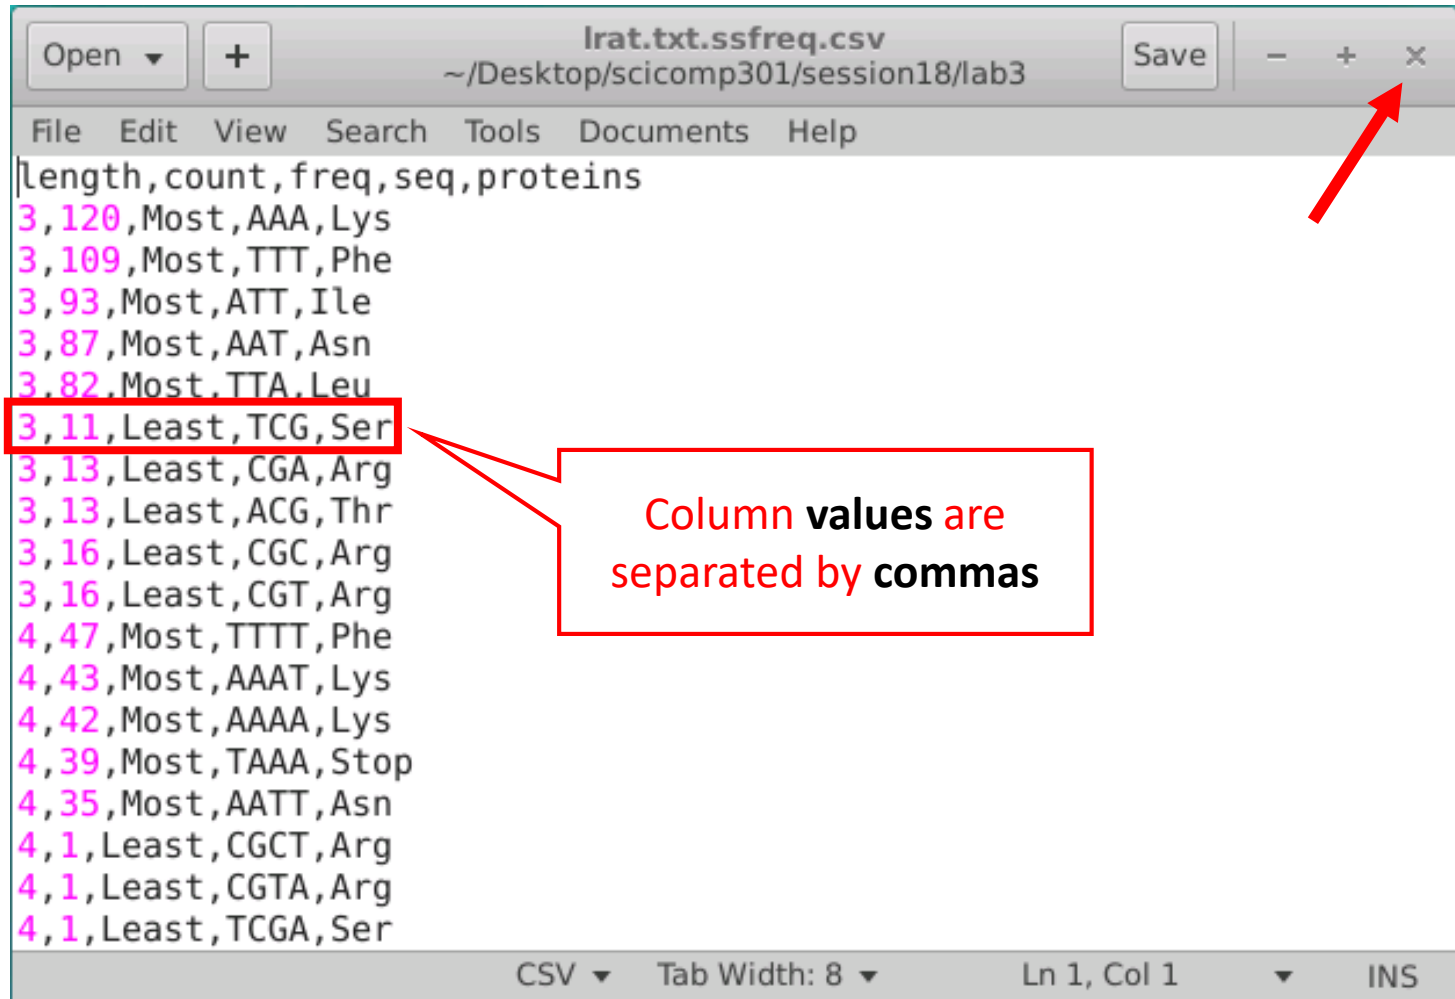 Open
+
lrat.txt.ssfreq.csv
~/Desktop/scicomp301/session18/lab3
Save
- + ×
File Edit View Search Tools Documents Help
length,count,freq,seq,proteins
3,120,Most,AAA,Lys
3,109,Most,TTT,Phe
3,93,Most,ATT,Ile
3,87,Most,AAT,Asn
3,82,Most,TTA,Leu
3,11,Least,TCG,Ser
3,13,Least,CGA,Arg
3,13,Least,ACG,Thr
3,16,Least,CGC,Arg
3,16,Least,CGT,Arg
4,47,Most,TTTT,Phe
4,43,Most,AAAT,Lys
4,42,Most,AAAA,Lys
4,39,Most,TAAA,Stop
4,35,Most,AATT,Asn
4,1,Least,CGCT,Arg
4,1,Least,CGTA,Arg
4,1,Least,TCGA,Ser
Column values are
separated by commas
CSV Tab Width: 8 Ln 1, Col 1 INS